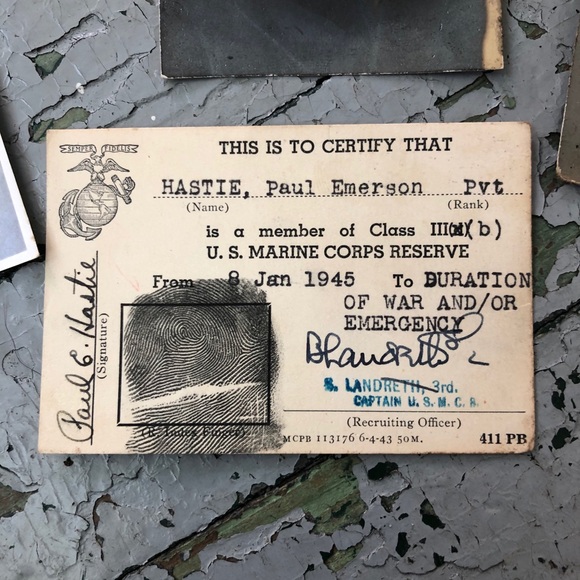 SEMPER FIDELIS
THIS IS TO CERTIFY THAT
HASTIE, Paul Emerson Pvt
(Name) (Rank)
is a member of Class III (b)
U. S. MARINE CORPS RESERVE
From 8 Jan 1945 To DURATION
OF WAR AND/OR
EMERGENCY
Paul E. Hastie
(Signature)
LANDRETH, 3rd.
CAPTAIN U. S. M. C. R.
(Recruiting Officer)
MCPB 113176 6-4-43 50M. 411 PB